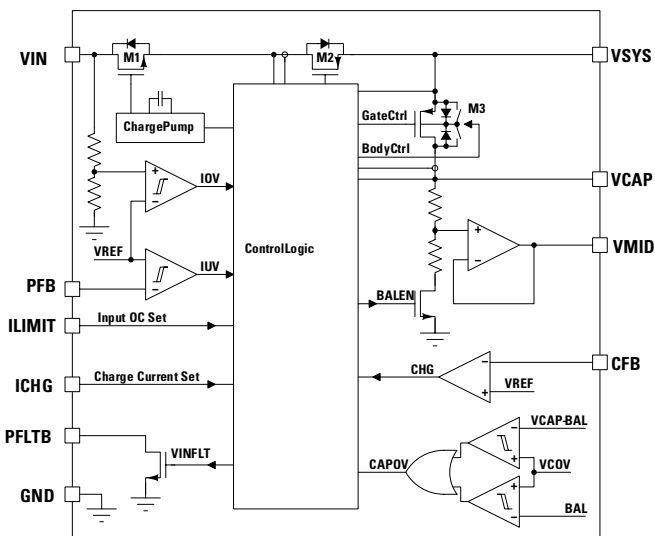 VIN
M1
M2
VSYS
ChargePump
GateCtrl
M3
BodyCtrl
IOV
VCAP
ControlLogic
VREF
VMID
IUV
PFB
BALEN
ILIMIT
Input OC Set
CHG
CFB
VREF
ICHG
Charge Current Set
VCAP-BAL
PFLTB
VINFLT
CAPOV
VCOV
GND
BAL